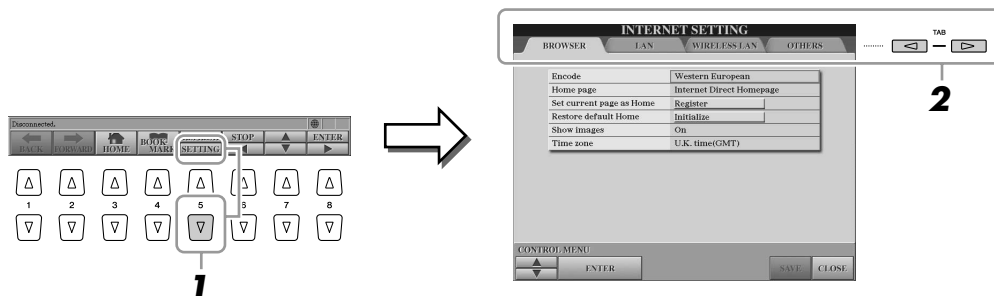 Disconnected.
BACK FORWARD HOME BOOK MARK SETTING STOP ENTER
1 2 3 4 5 6 7 8
1
INTERNET SETTING
BROWSER LAN WIRELESS LAN OTHERS
TAB
2
Encode Western European
Home page Internet Direct Homepage
Set current page as Home Register
Restore default Home Initialize
Show images On
Time zone U.K. time(GMT)
CONTROL MENU
ENTER SAVE CLOSE